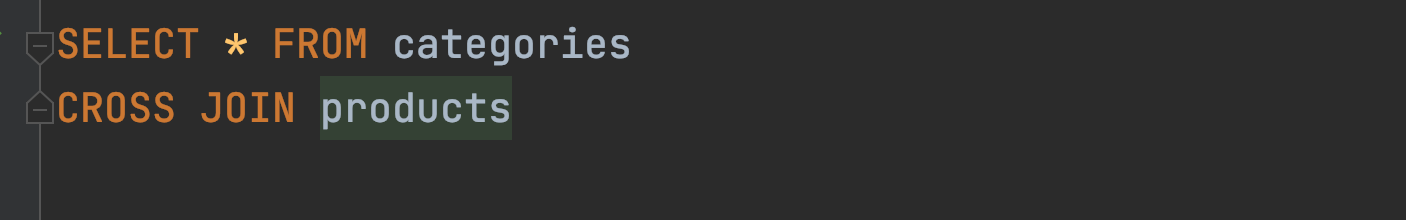 SELECT * FROM categories
CROSS JOIN products